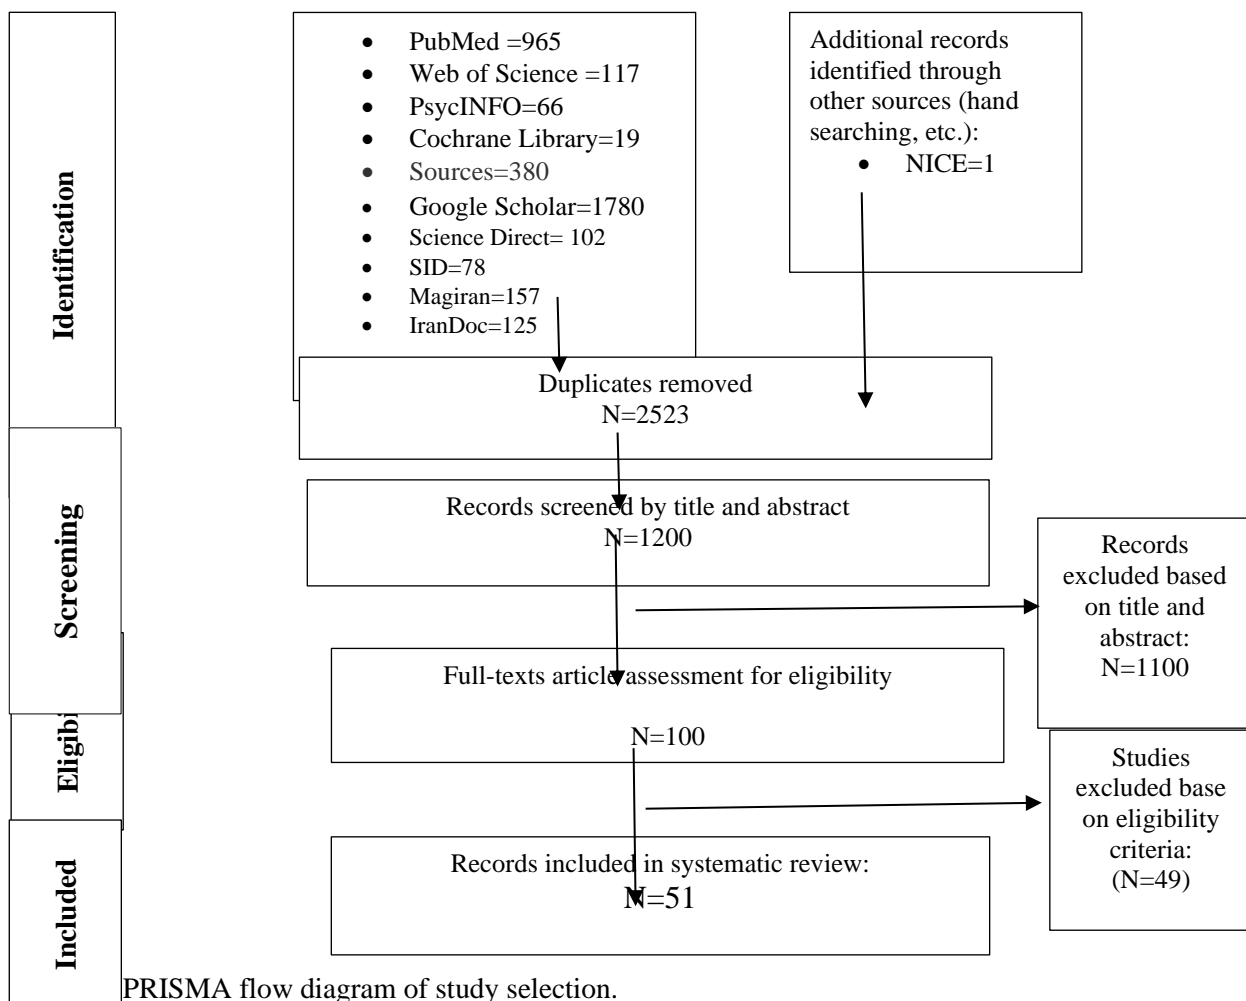 Identification
• PubMed =965
• Web of Science =117
• PsycINFO=66
• Cochrane Library=19
• Sources=380
• Google Scholar=1780
• Science Direct= 102
• SID=78
• Magiran=157
• IranDoc=125
Additional records
identified through
other sources (hand
searching, etc.):
• NICE=1
Duplicates removed
N=2523
Screening
Records screened by title and abstract
N=1200
Records
excluded based
on title and
abstract:
N=1100
Eligibi
Full-texts article assessment for eligibility
N=100
Studies
excluded base
on eligibility
criteria:
(N=49)
Included
Records included in systematic review:
N=51
PRISMA flow diagram of study selection.